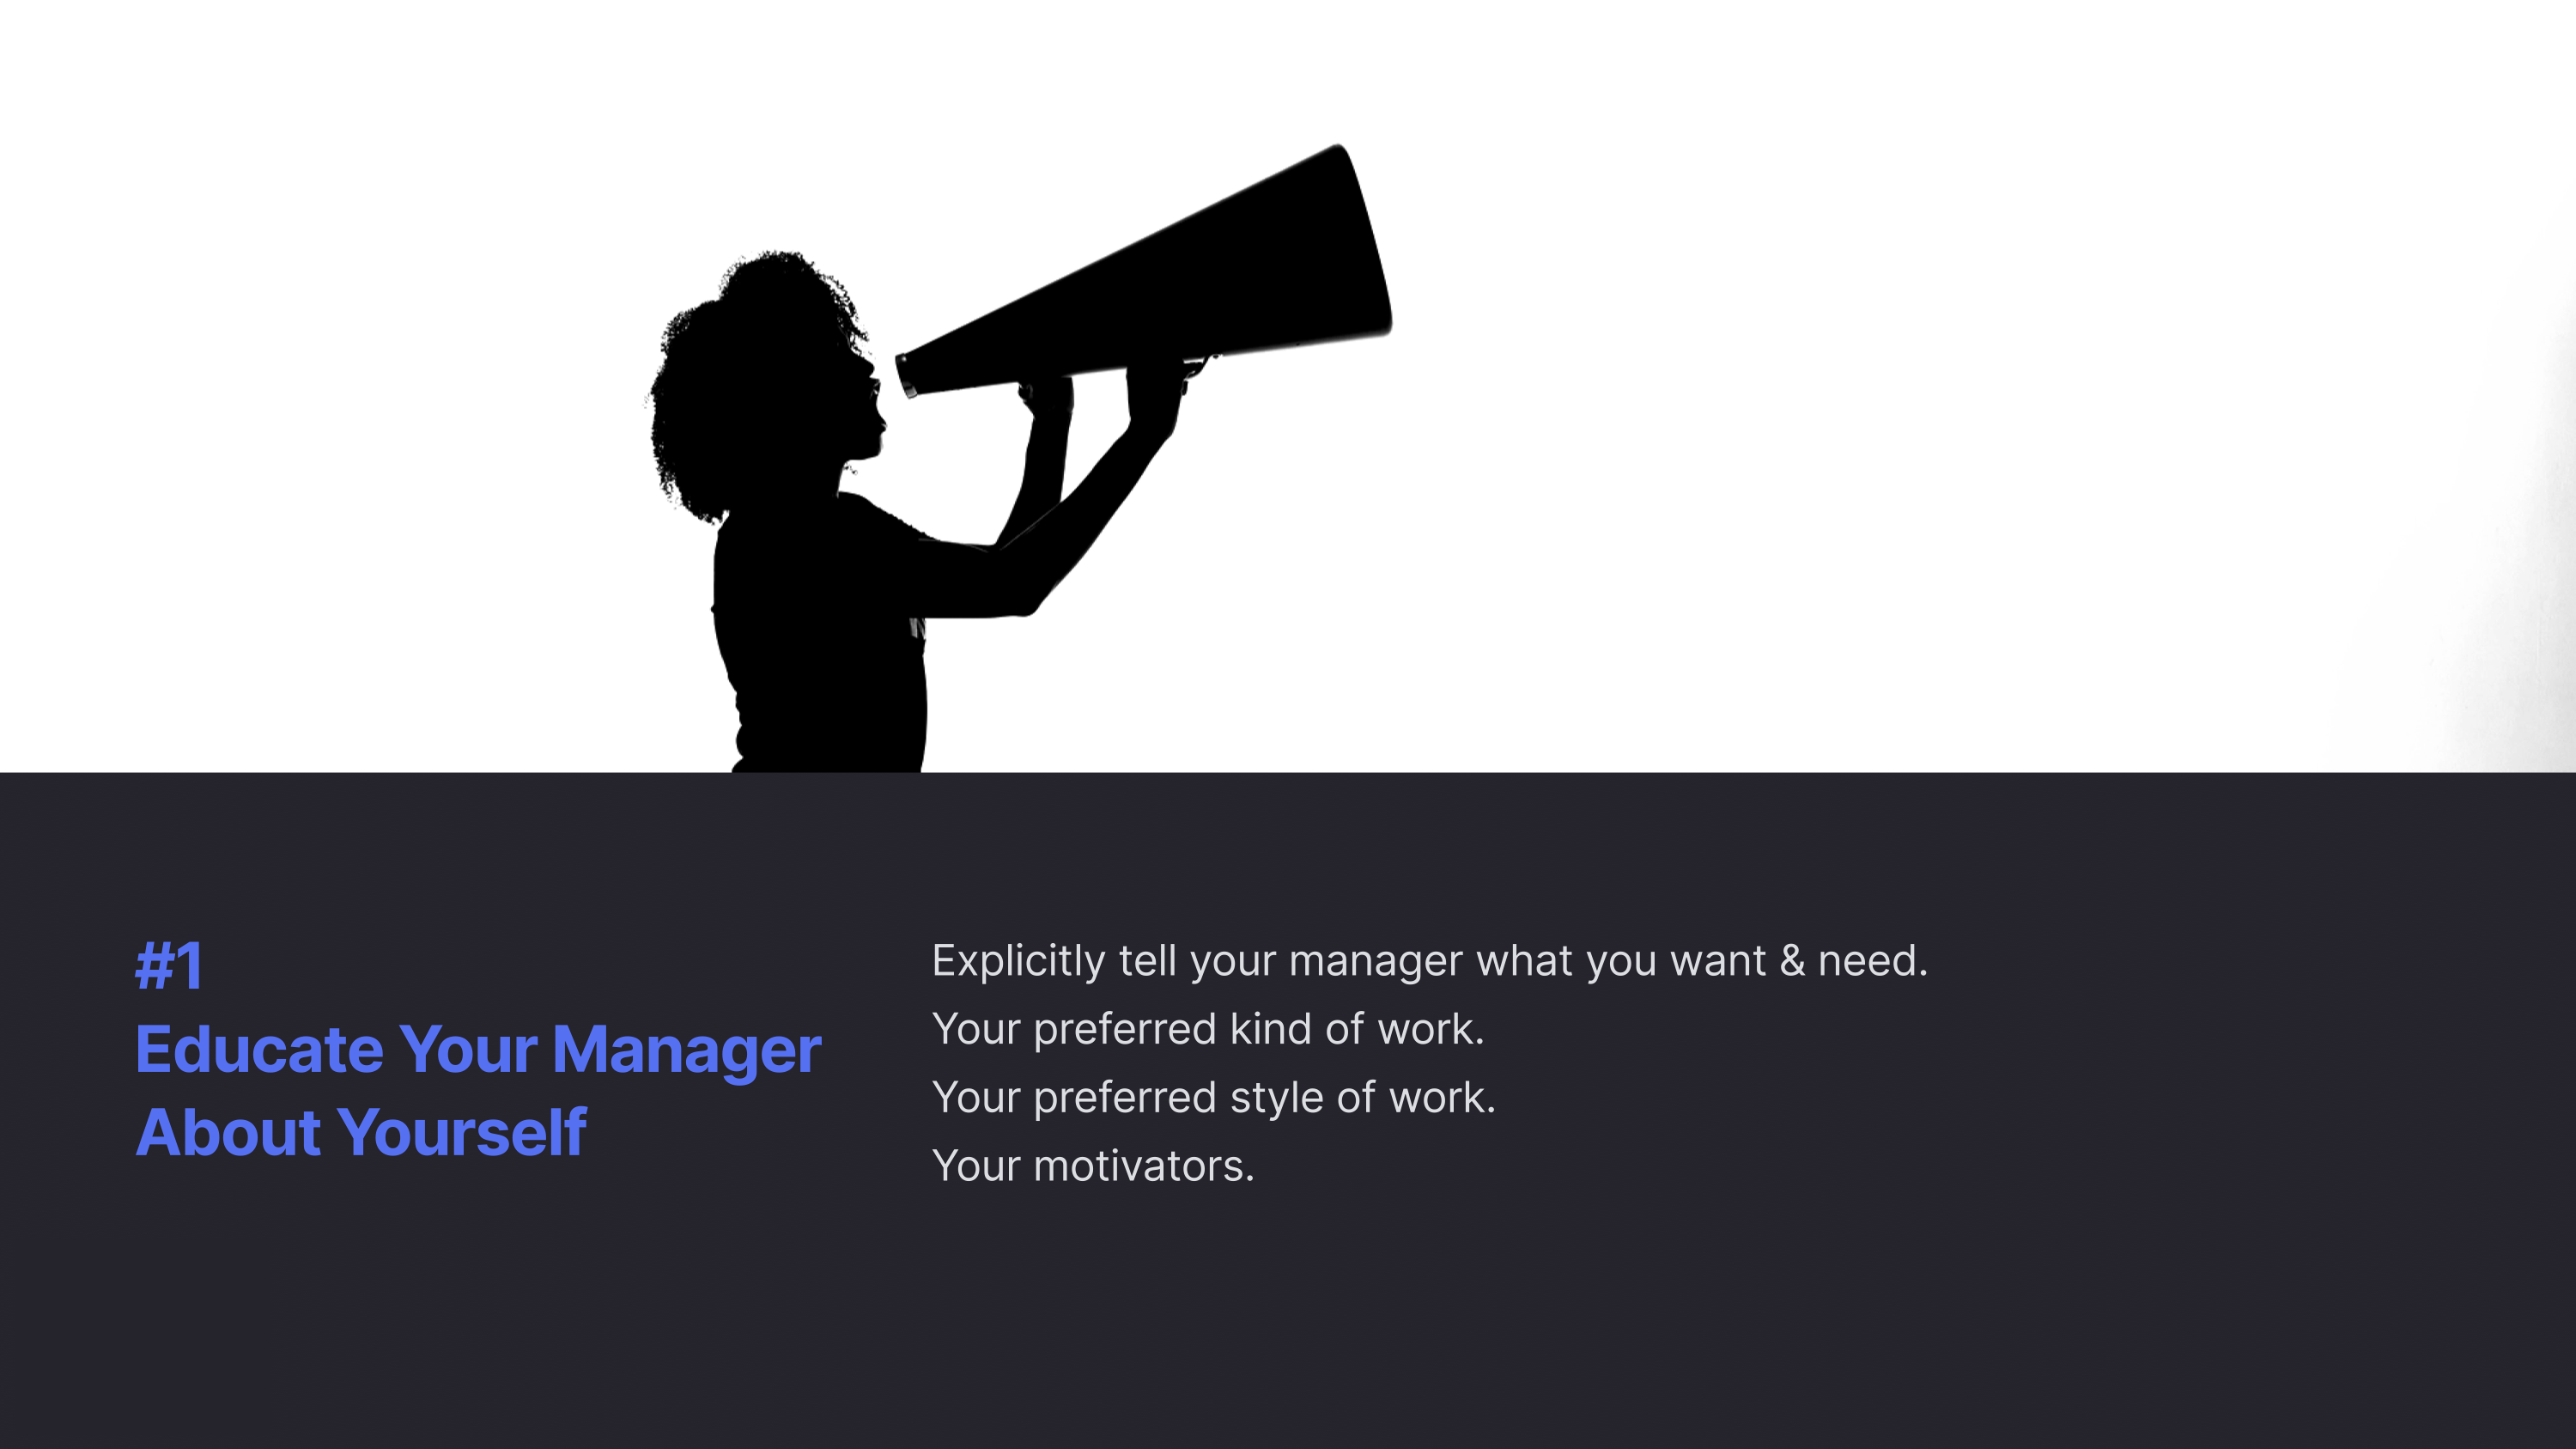 #1
Educate Your Manager
About Yourself
Explicitly tell your manager what you want & need.
Your preferred kind of work.
Your preferred style of work.
Your motivators.